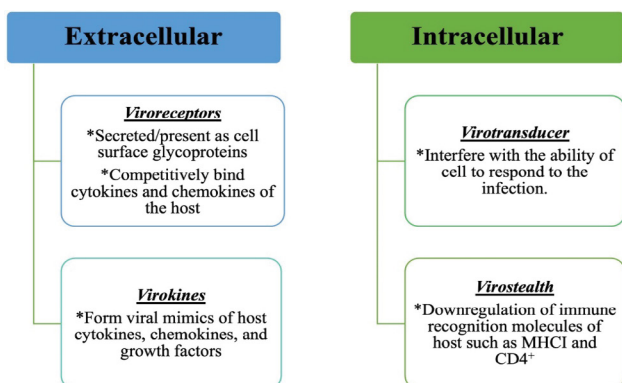 Extracellular
Viroreceptors
*Secreted/present as cell
surface glycoproteins
*Competitively bind
cytokines and chemokines of
the host
Virokines
*Form viral mimics of host
cytokines, chemokines, and
growth factors
Intracellular
Virotransducer
*Interfere with the ability of
cell to respond to the
infection.
Virostealth
*Downregulation of immune
recognition molecules of
host such as MHCI and
CD4⁺